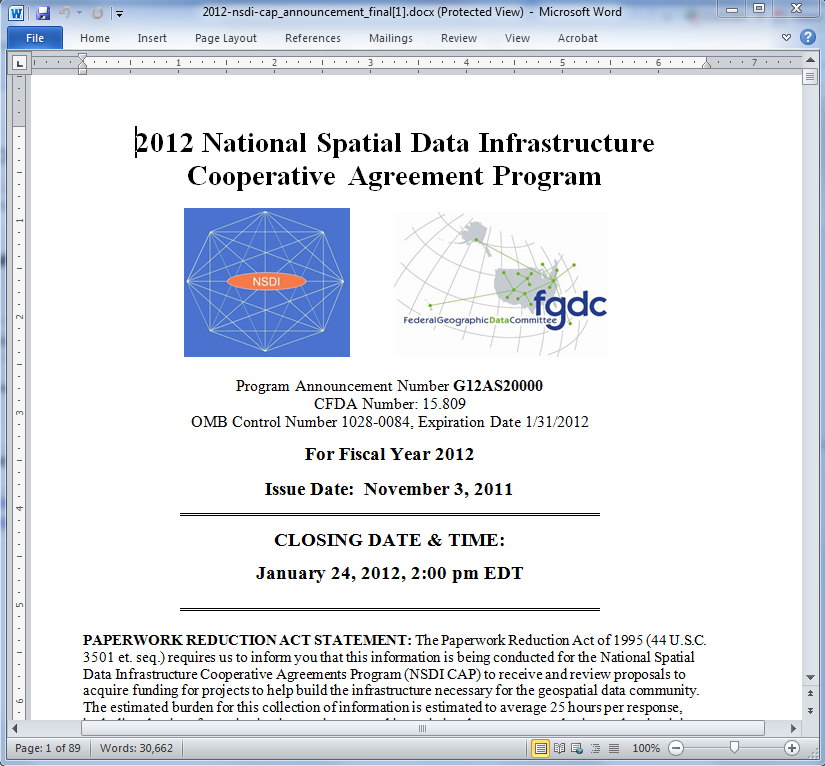 2012-nsdi-cap_announcement_final[1].docx (Protected View) - Microsoft Word
File Home Insert Page Layout References Mailings Review View Acrobat
1 2 3 4 5 6 7
2012 National Spatial Data Infrastructure
Cooperative Agreement Program
NSDI
fgdc
FederalGeographicDataCommittee
Program Announcement Number G12AS20000
CFDA Number: 15.809
OMB Control Number 1028-0084, Expiration Date 1/31/2012
For Fiscal Year 2012
Issue Date: November 3, 2011
CLOSING DATE & TIME:
January 24, 2012, 2:00 pm EDT
PAPERWORK REDUCTION ACT STATEMENT: The Paperwork Reduction Act of 1995 (44 U.S.C.
3501 et. seq.) requires us to inform you that this information is being conducted for the National Spatial
Data Infrastructure Cooperative Agreements Program (NSDI CAP) to receive and review proposals to
acquire funding for projects to help build the infrastructure necessary for the geospatial data community.
The estimated burden for this collection of information is estimated to average 25 hours per response,
Page: 1 of 89 Words: 30,662 100%